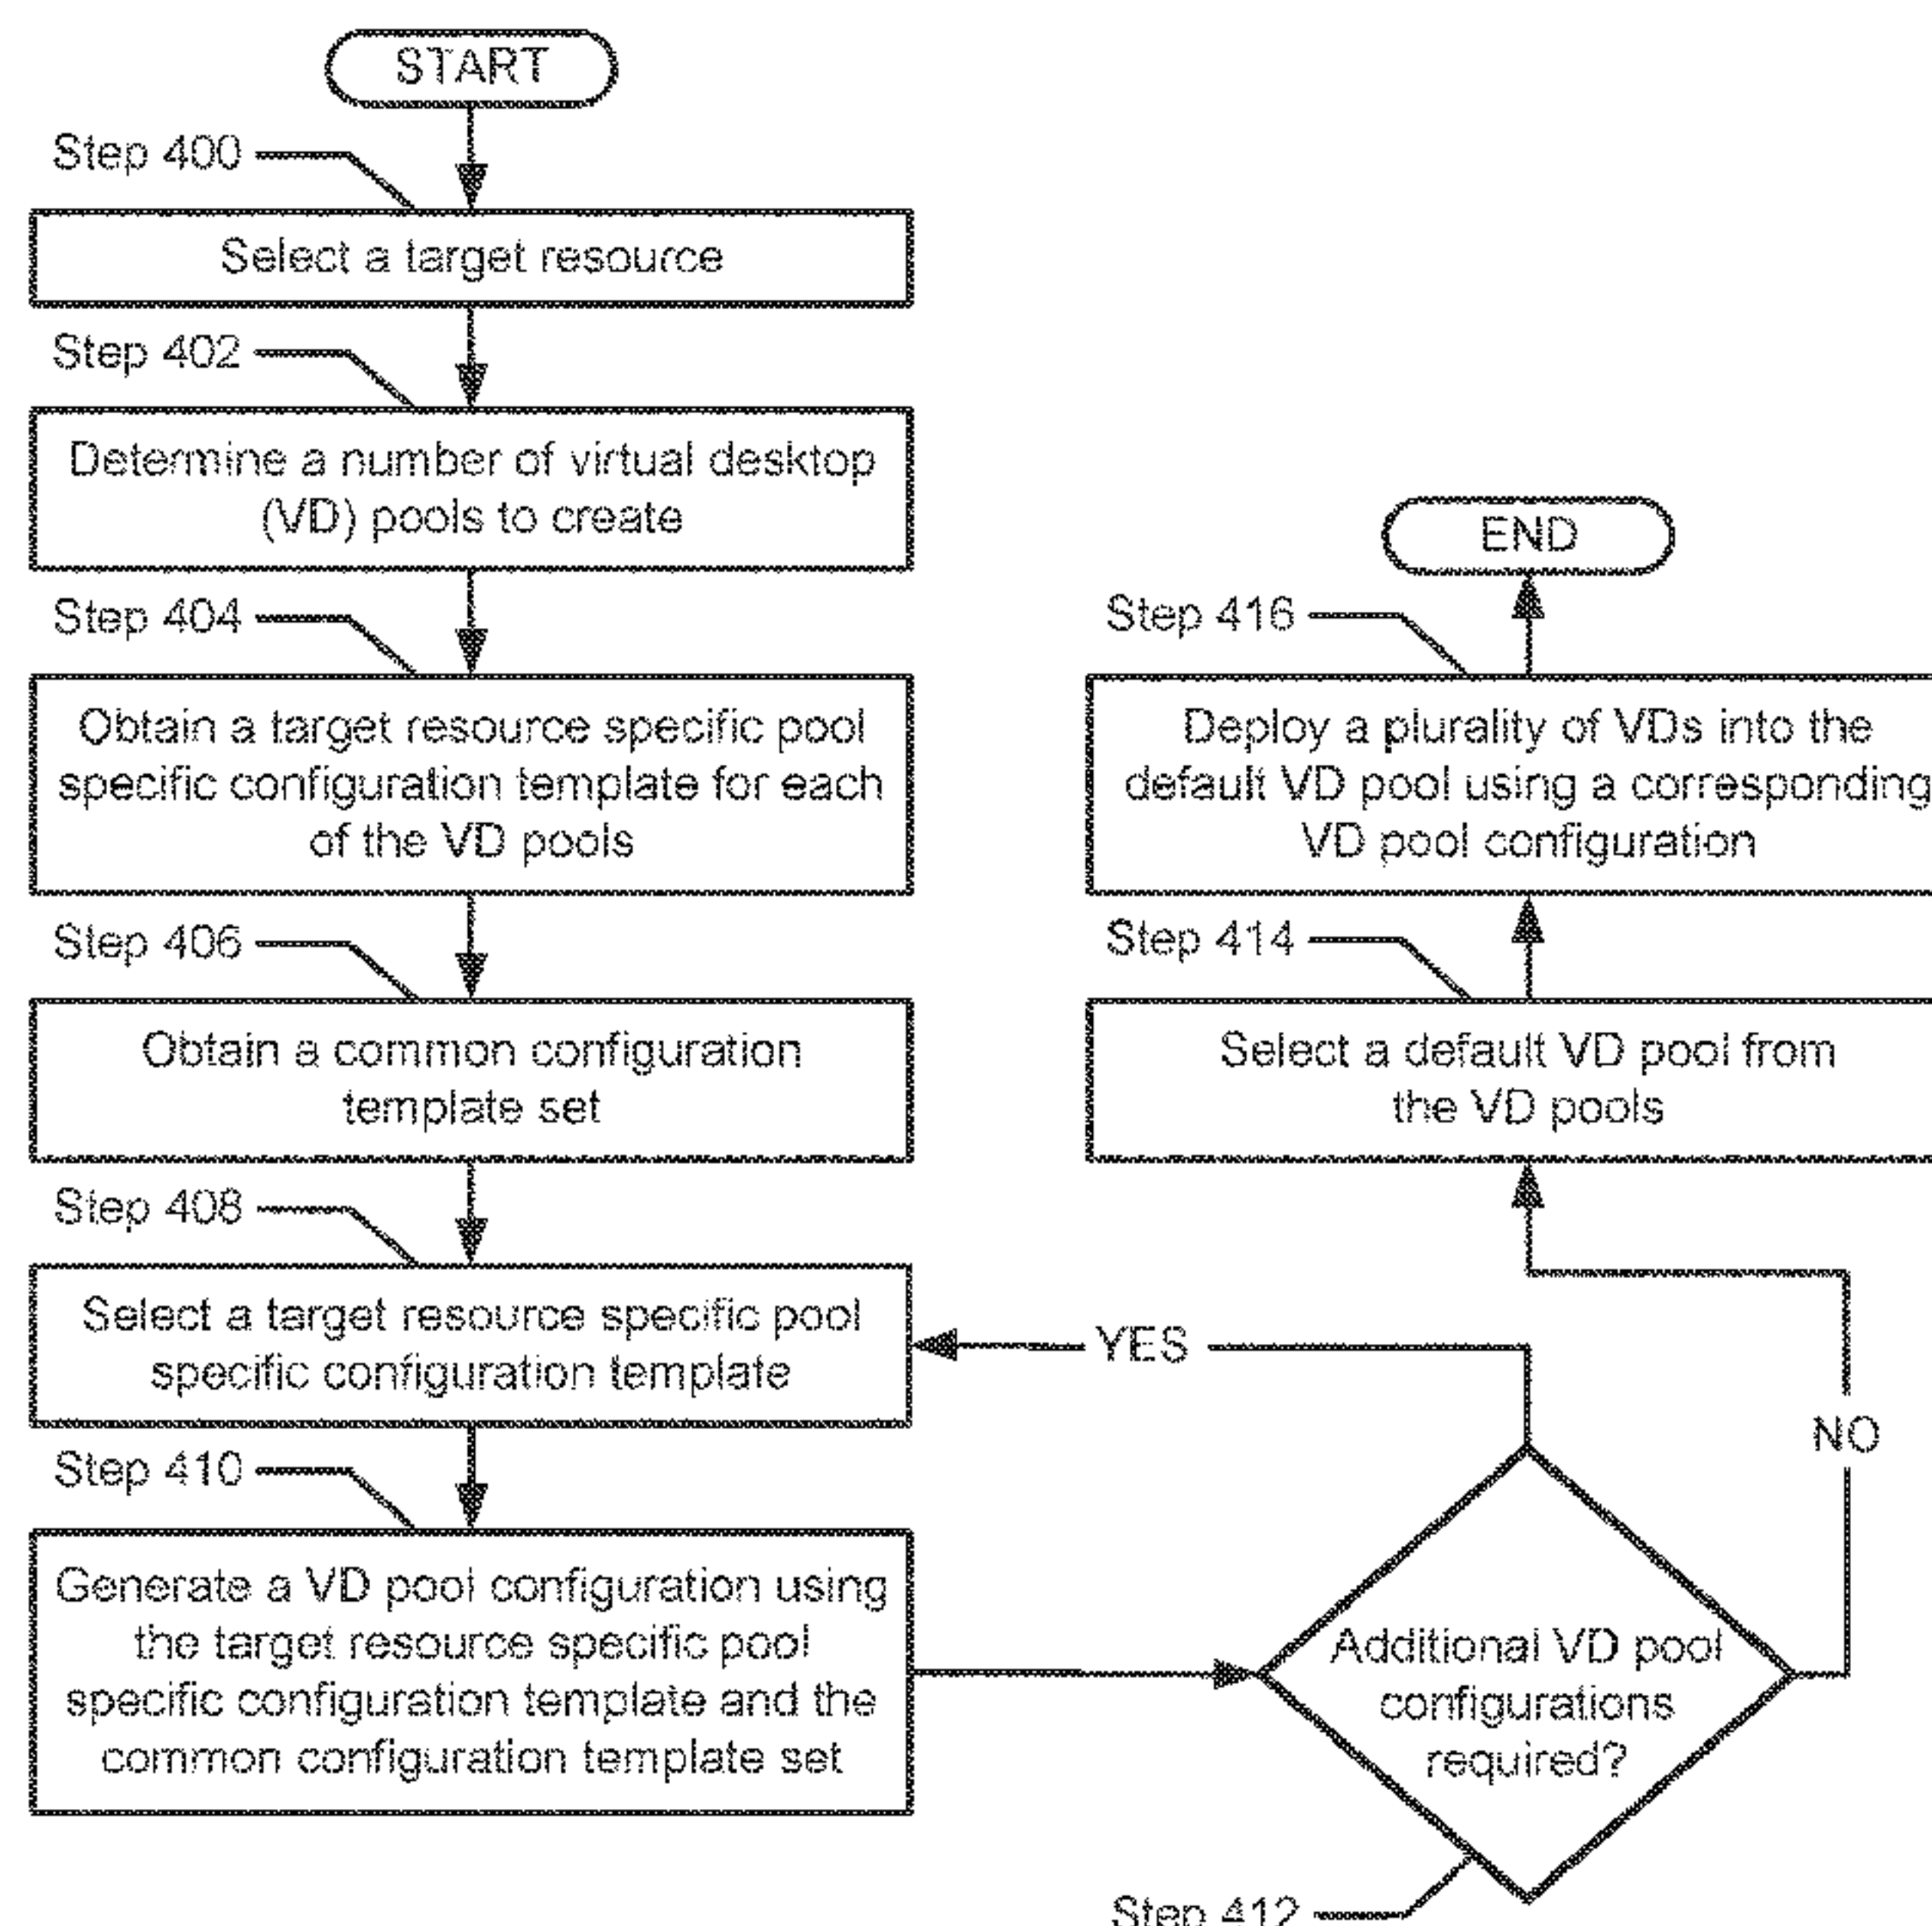 START
Step 400
Select a target resource
Step 402
Determine a number of virtual desktop
(VD) pools to create
Step 404
Obtain a target resource specific pool
specific configuration template for each
of the VD pools
Step 406
Obtain a common configuration
template set
Step 408
Select a target resource specific pool
specific configuration template
Step 410
Generate a VD pool configuration using
the target resource specific pool
specific configuration template and the
common configuration template set
Additional VD pool
configurations
required?
Step 412
YES
NO
Step 414
Select a default VD pool from
the VD pools
Step 416
Deploy a plurality of VDs into the
default VD pool using a corresponding
VD pool configuration
END